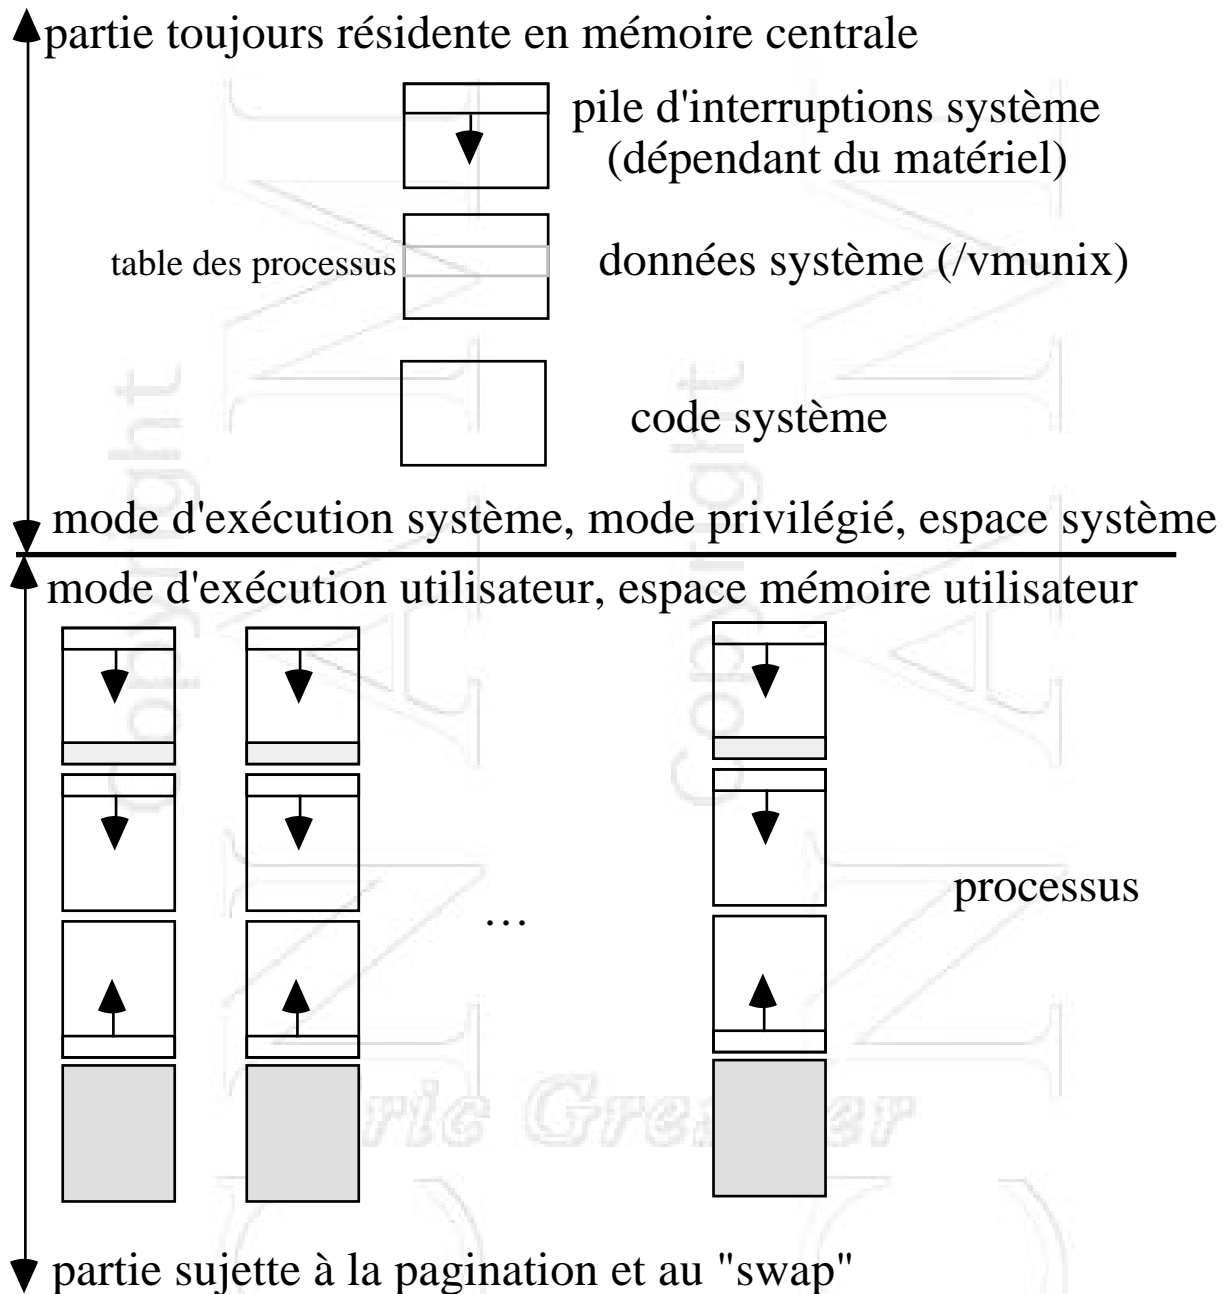 partie toujours résidente en mémoire centrale
pile d'interruptions système
(dépendant du matériel)
table des processus
données système (/vmunix)
code système
mode d'exécution système, mode privilégié, espace système
mode d'exécution utilisateur, espace mémoire utilisateur
…
processus
partie sujette à la pagination et au "swap"
Copyright
Copyright